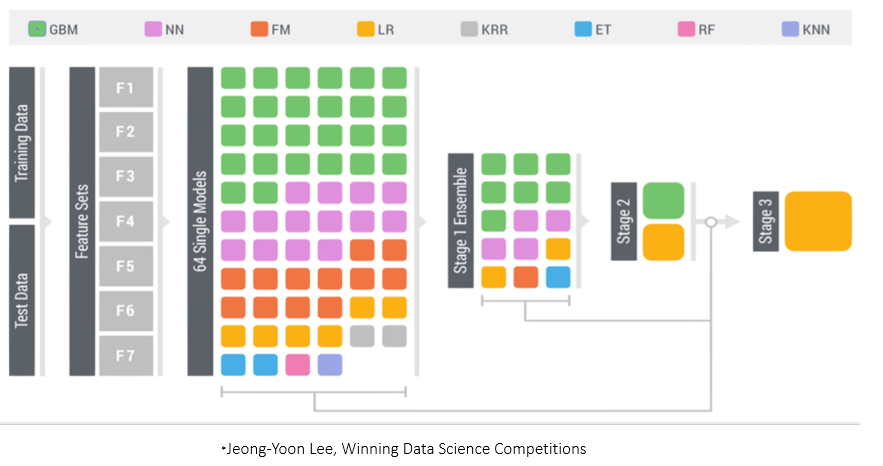 GBM NN FM LR KRR ET RF KNN
Training Data
Test Data
Feature Sets
F1
F2
F3
F4
F5
F6
F7
64 Single Models
Stage 1 Ensemble
Stage 2
Stage 3
•Jeong-Yoon Lee, Winning Data Science Competitions